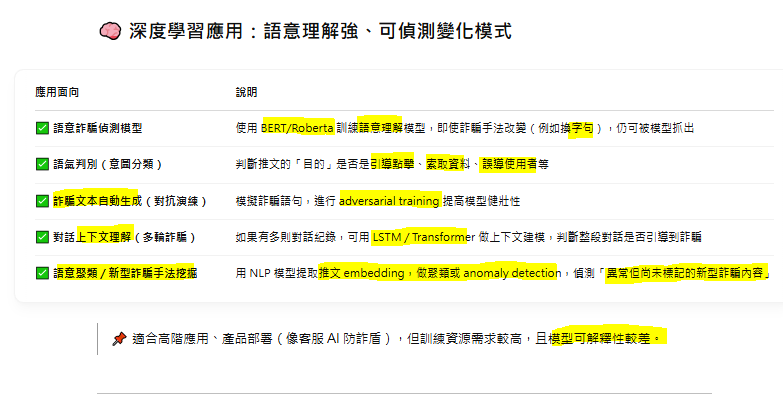 🧠 深度學習應用：語意理解強、可偵測變化模式
應用面向 說明
✅ 語意詐騙偵測模型 使用 BERT/Roberta 訓練語意理解模型，即使詐騙手法改變（例如換字句），仍可被模型抓出
✅ 語氣判別（意圖分類） 判斷推文的「目的」是否是引導點擊、索取資料、誤導使用者等
✅ 詐騙文本自動生成（對抗演練） 模擬詐騙語句，進行 adversarial training 提高模型健壯性
✅ 對話上下文理解（多輪詐騙） 如果有多則對話紀錄，可用 LSTM / Transformer 做上下文建模，判斷整段對話是否引導到詐騙
✅ 語意聚類 / 新型詐騙手法挖掘 用 NLP 模型提取推文 embedding，做聚類或 anomaly detection，偵測「異常但尚未標記的新型詐騙內容」
📌 適合高階應用、產品部署（像客服 AI 防詐盾），但訓練資源需求較高，且模型可解釋性較差。